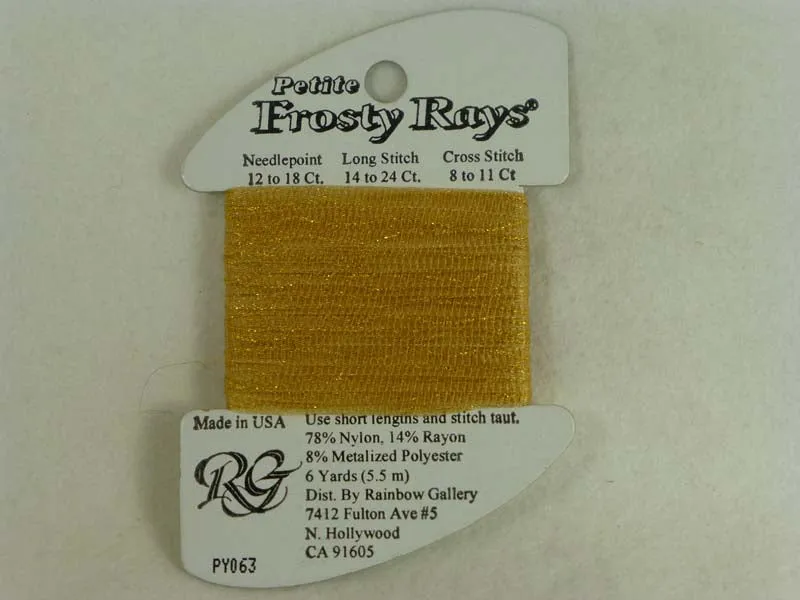 Petite
Frosty Rays®
Needlepoint Long Stitch Cross Stitch
12 to 18 Ct. 14 to 24 Ct. 8 to 11 Ct
Made in USA
Use short lengths and stitch taut.
78% Nylon, 14% Rayon
8% Metalized Polyester
6 Yards (5.5 m)
Dist. By Rainbow Gallery
7412 Fulton Ave #5
N. Hollywood
CA 91605
RG
PY063